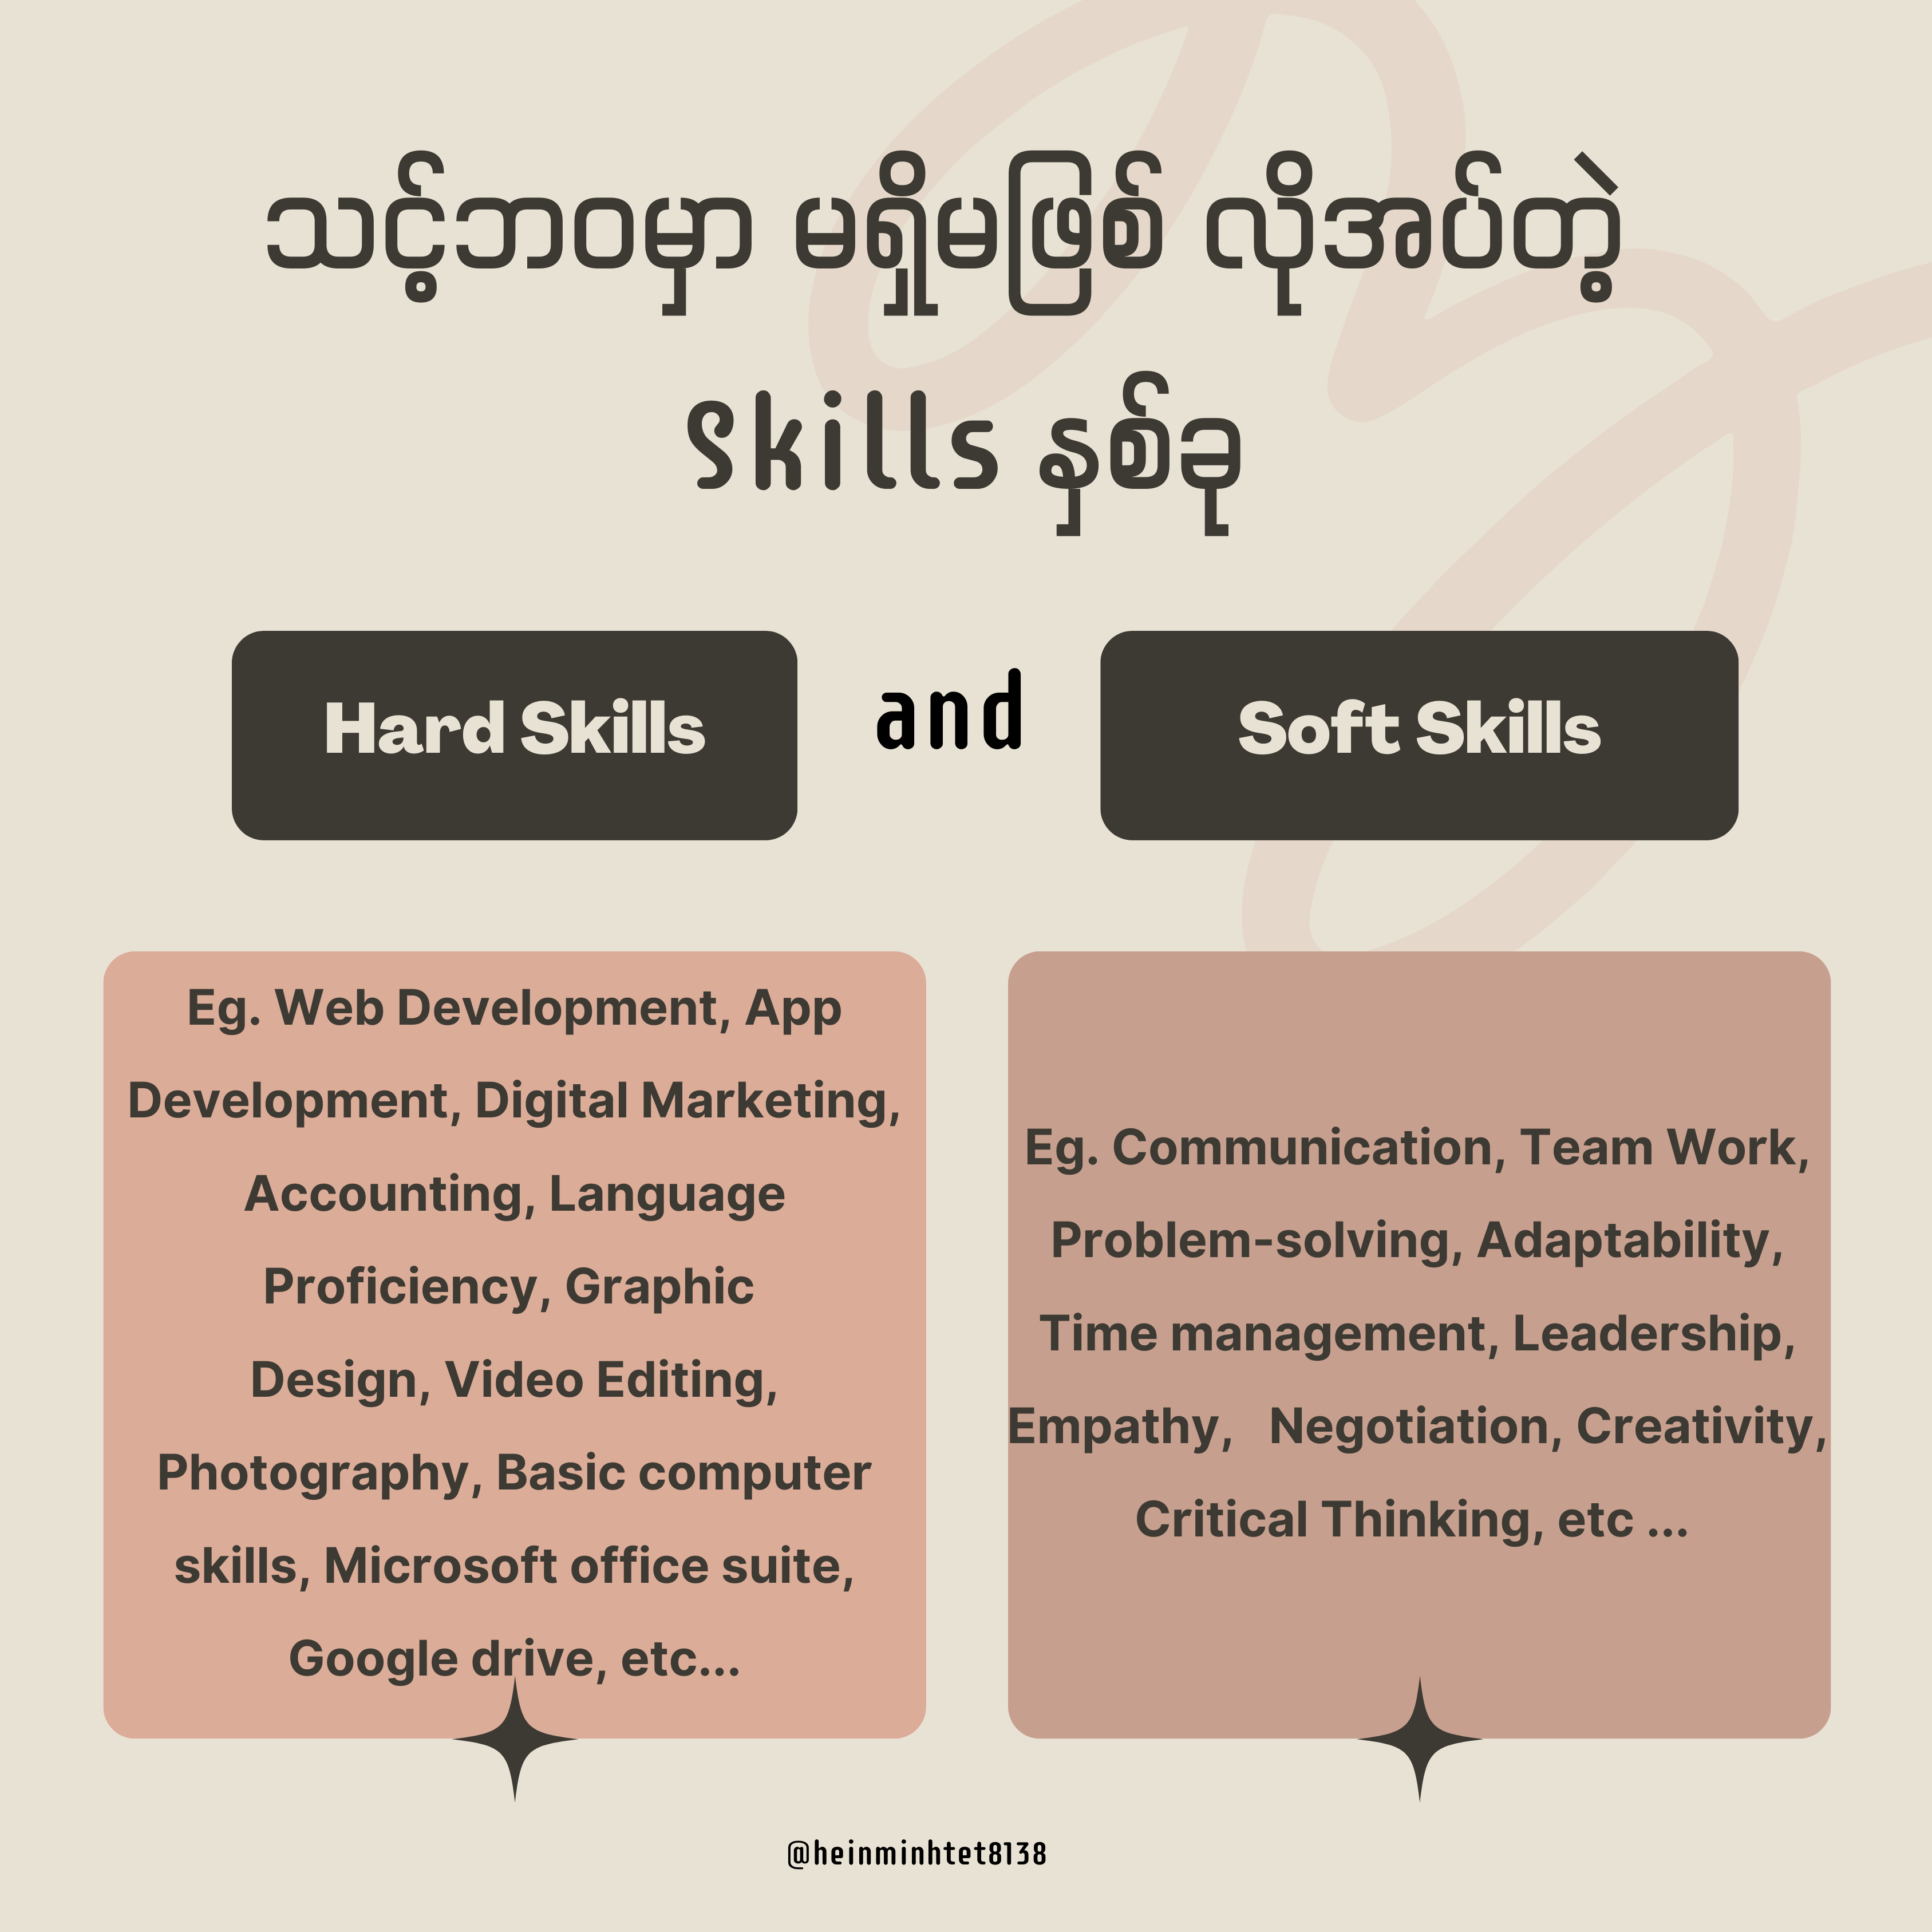 သင့်ဘဝမှာ မရှိမဖြစ် လိုအပ်တဲ့
Skills နှစ်ခု
Hard Skills
and
Soft Skills
Eg. Web Development, App
Development, Digital Marketing,
Accounting, Language
Proficiency, Graphic
Design, Video Editing,
Photography, Basic computer
skills, Microsoft office suite,
Google drive, etc...
Eg. Communication, Team Work,
Problem-solving, Adaptability,
Time management, Leadership,
Empathy, Negotiation, Creativity,
Critical Thinking, etc ...
@heinminhtet8138